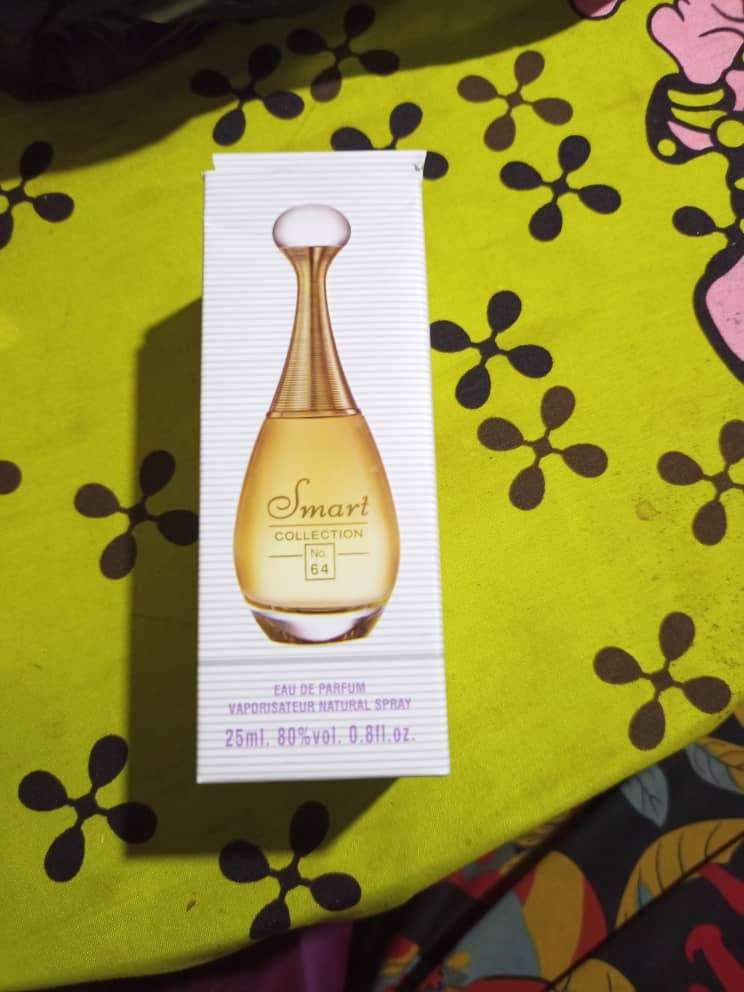 Smart
COLLECTION
No.
64
EAU DE PARFUM
VAPORISATEUR NATURAL SPRAY
25ml. 80%vol. 0.8fl.oz.